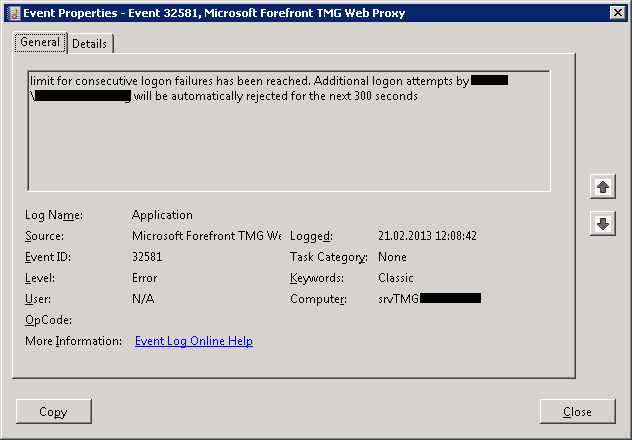 Event Properties - Event 32581, Microsoft Forefront TMG Web Proxy
General Details
limit for consecutive logon failures has been reached. Additional logon attempts by
\ will be automatically rejected for the next 300 seconds
Log Name: Application
Source: Microsoft Forefront TMG We Logged: 21.02.2013 12:08:42
Event ID: 32581 Task Category: None
Level: Error Keywords: Classic
User: N/A Computer: srvTMG
OpCode:
More Information: Event Log Online Help
Copy Close